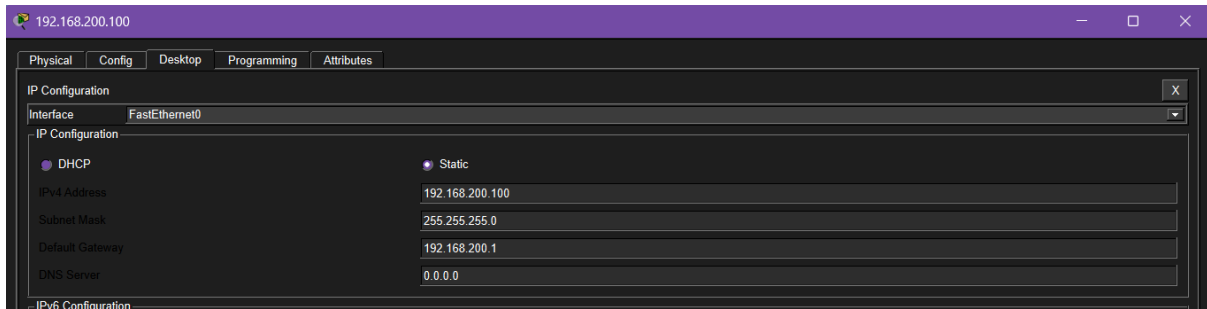 192.168.200.100
Physical Config Desktop Programming Attributes
IP Configuration X
Interface FastEthernet0
IP Configuration
DHCP Static
IPv4 Address 192.168.200.100
Subnet Mask 255.255.255.0
Default Gateway 192.168.200.1
DNS Server 0.0.0.0
IPv6 Configuration